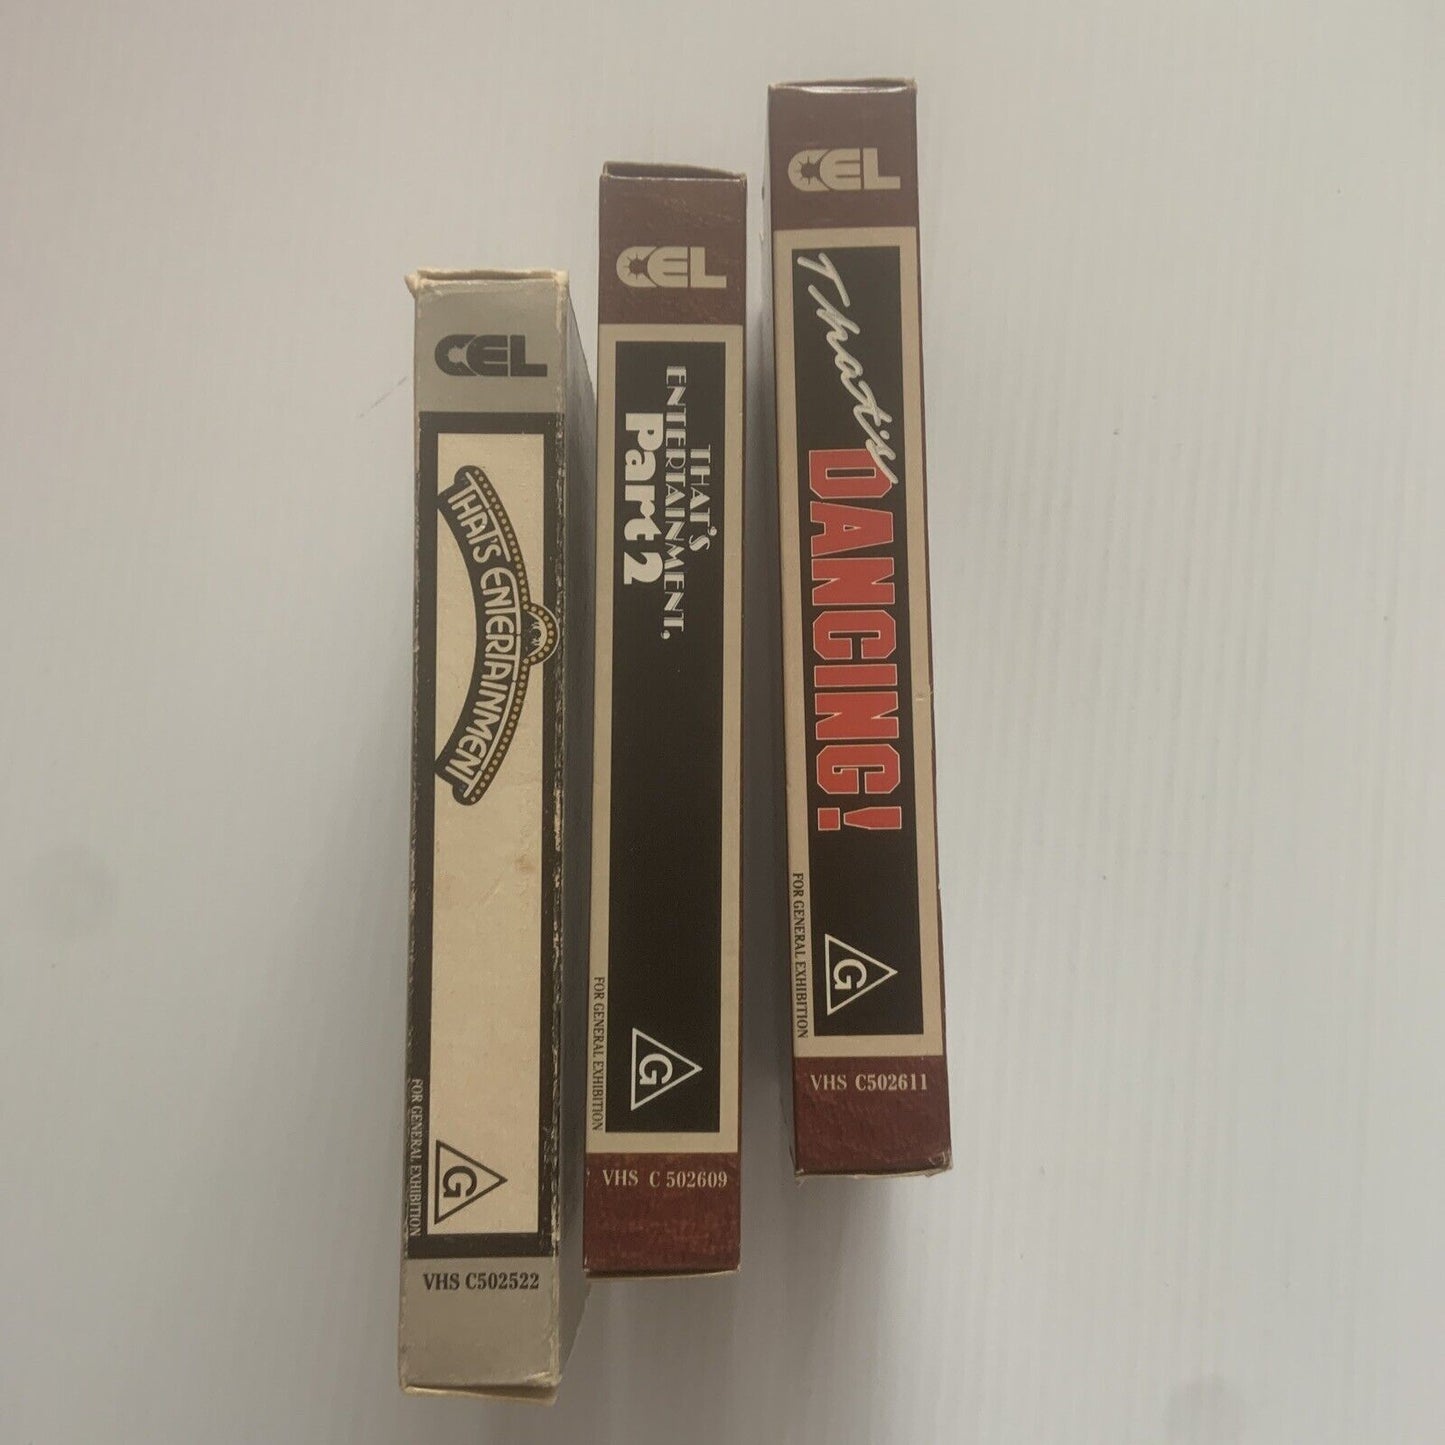 CEL
THAT'S ENTERTAINMENT
FOR GENERAL EXHIBITION
G
VHS C502522
CEL
THAT'S
ENTERTAINMENT,
Part 2
FOR GENERAL EXHIBITION
G
VHS C 502609
CEL
That's
DANCING!
FOR GENERAL EXHIBITION
G
VHS C502611